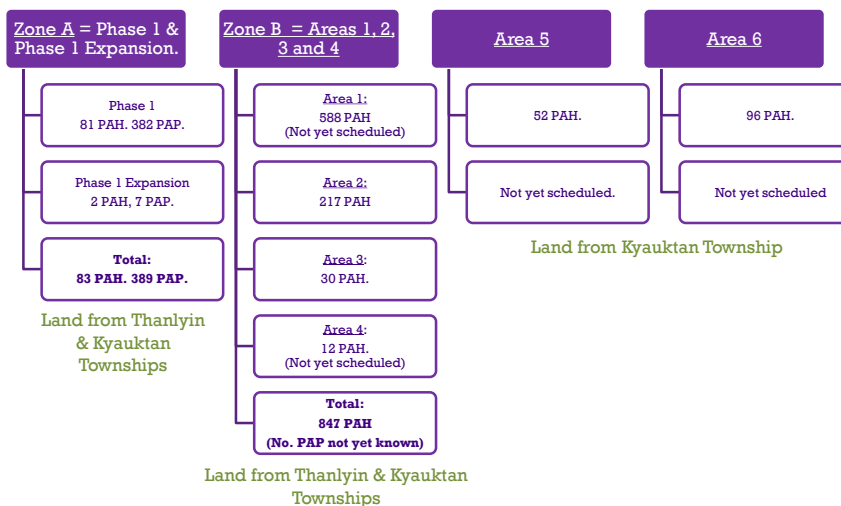 Zone A = Phase 1 &
Phase 1 Expansion.
Phase 1
81 PAH. 382 PAP.
Phase 1 Expansion
2 PAH, 7 PAP.
Total:
83 PAH. 389 PAP.
Land from Thanlyin
& Kyauktan
Townships
Zone B = Areas 1, 2,
3 and 4
Area 1:
588 PAH
(Not yet scheduled)
Area 2:
217 PAH
Area 3:
30 PAH.
Area 4:
12 PAH.
(Not yet scheduled)
Total:
847 PAH
(No. PAP not yet known)
Land from Thanlyin & Kyauktan
Townships
Area 5
52 PAH.
Not yet scheduled.
Area 6
96 PAH.
Not yet scheduled
Land from Kyauktan Township